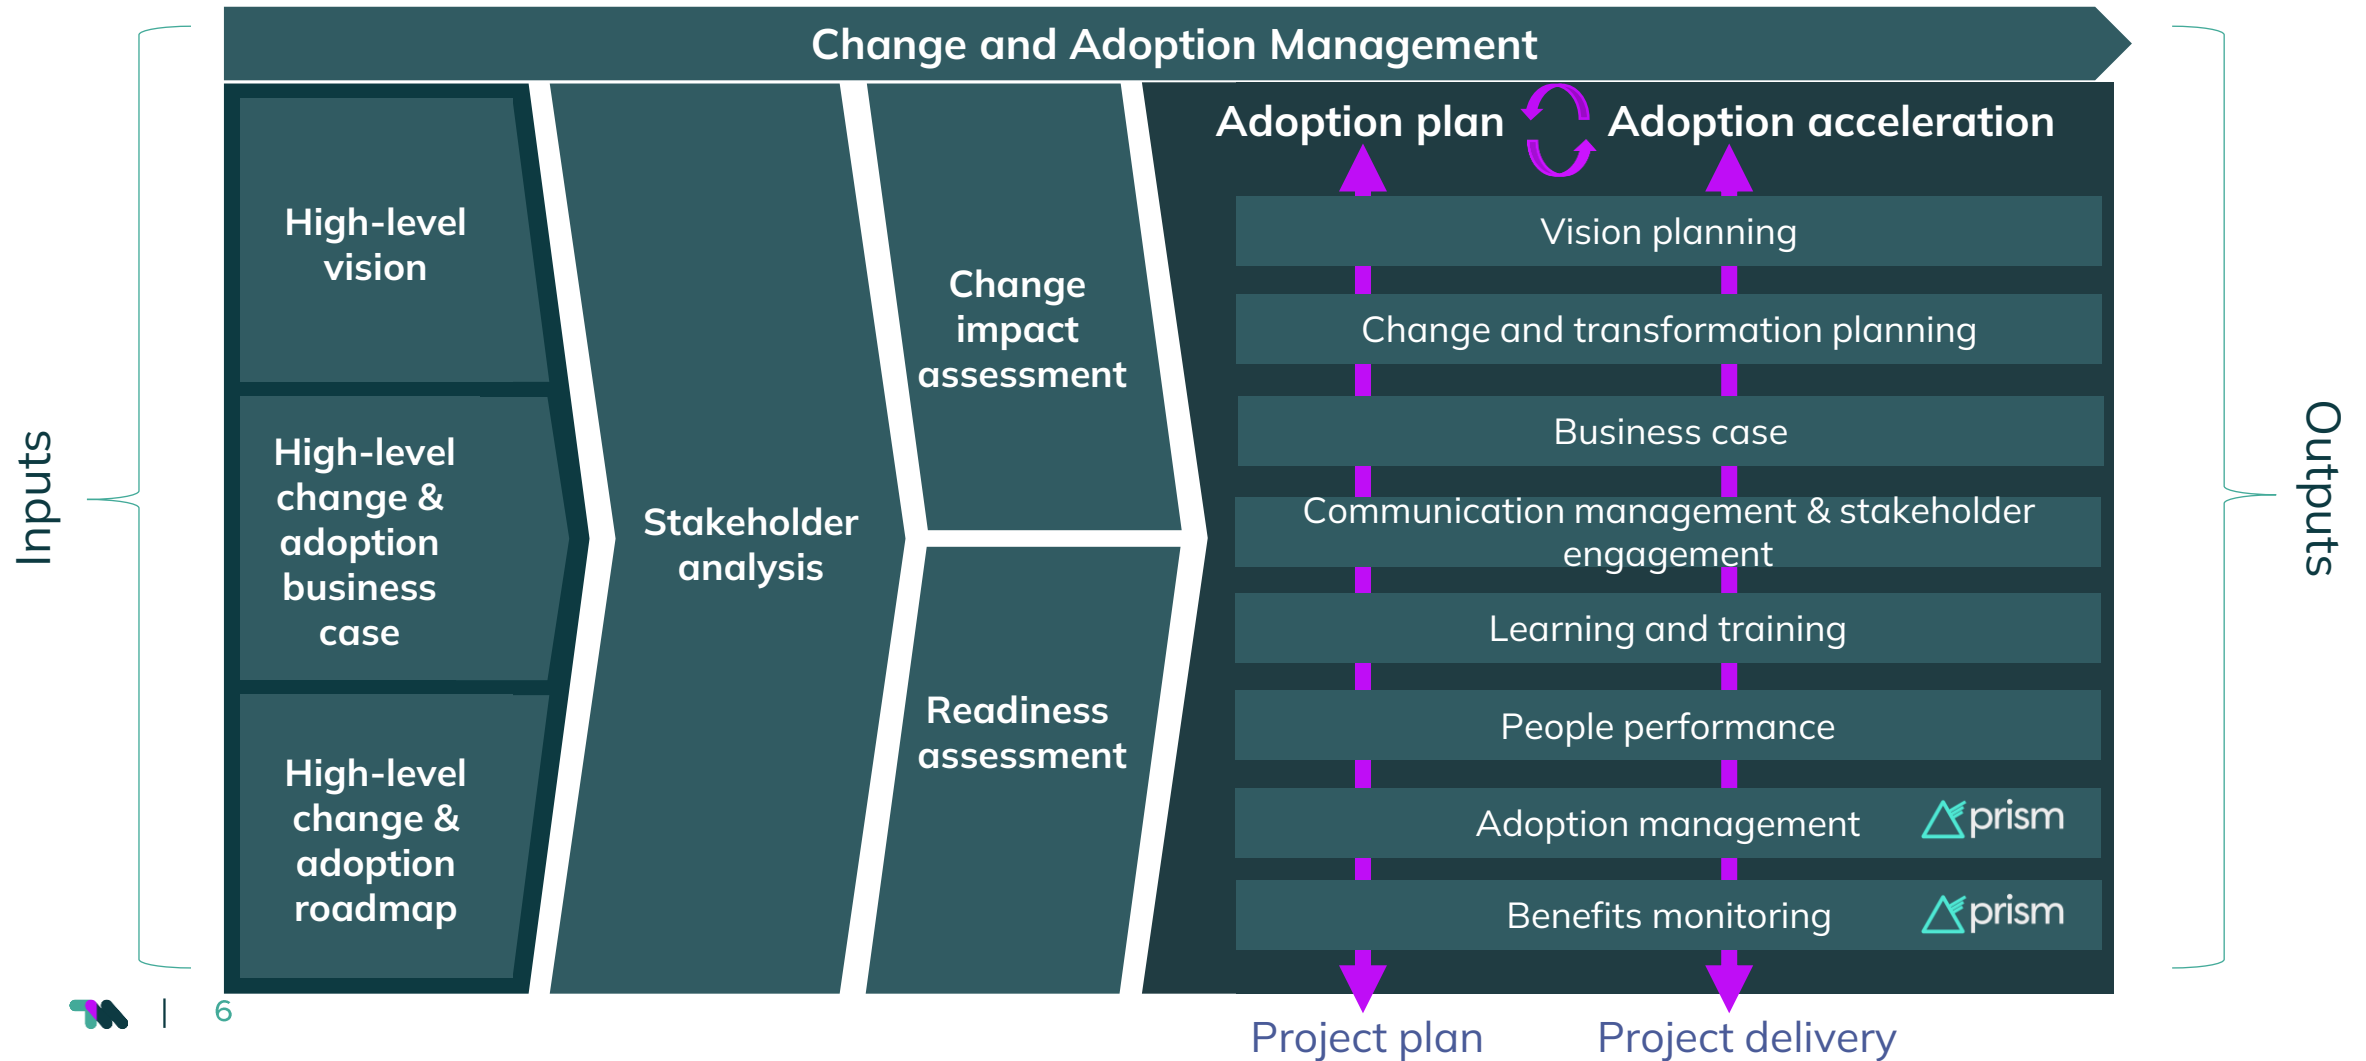 Change and Adoption Management
Inputs
High-level
vision
High-level
change &
adoption
business
case
High-level
change &
adoption
roadmap
Stakeholder
analysis
Change
impact
assessment
Readiness
assessment
Adoption plan
Adoption acceleration
Vision planning
Change and transformation planning
Business case
Communication management & stakeholder
engagement
Learning and training
People performance
Adoption management
prism
Benefits monitoring
prism
Outputs
Project plan
Project delivery
| 6